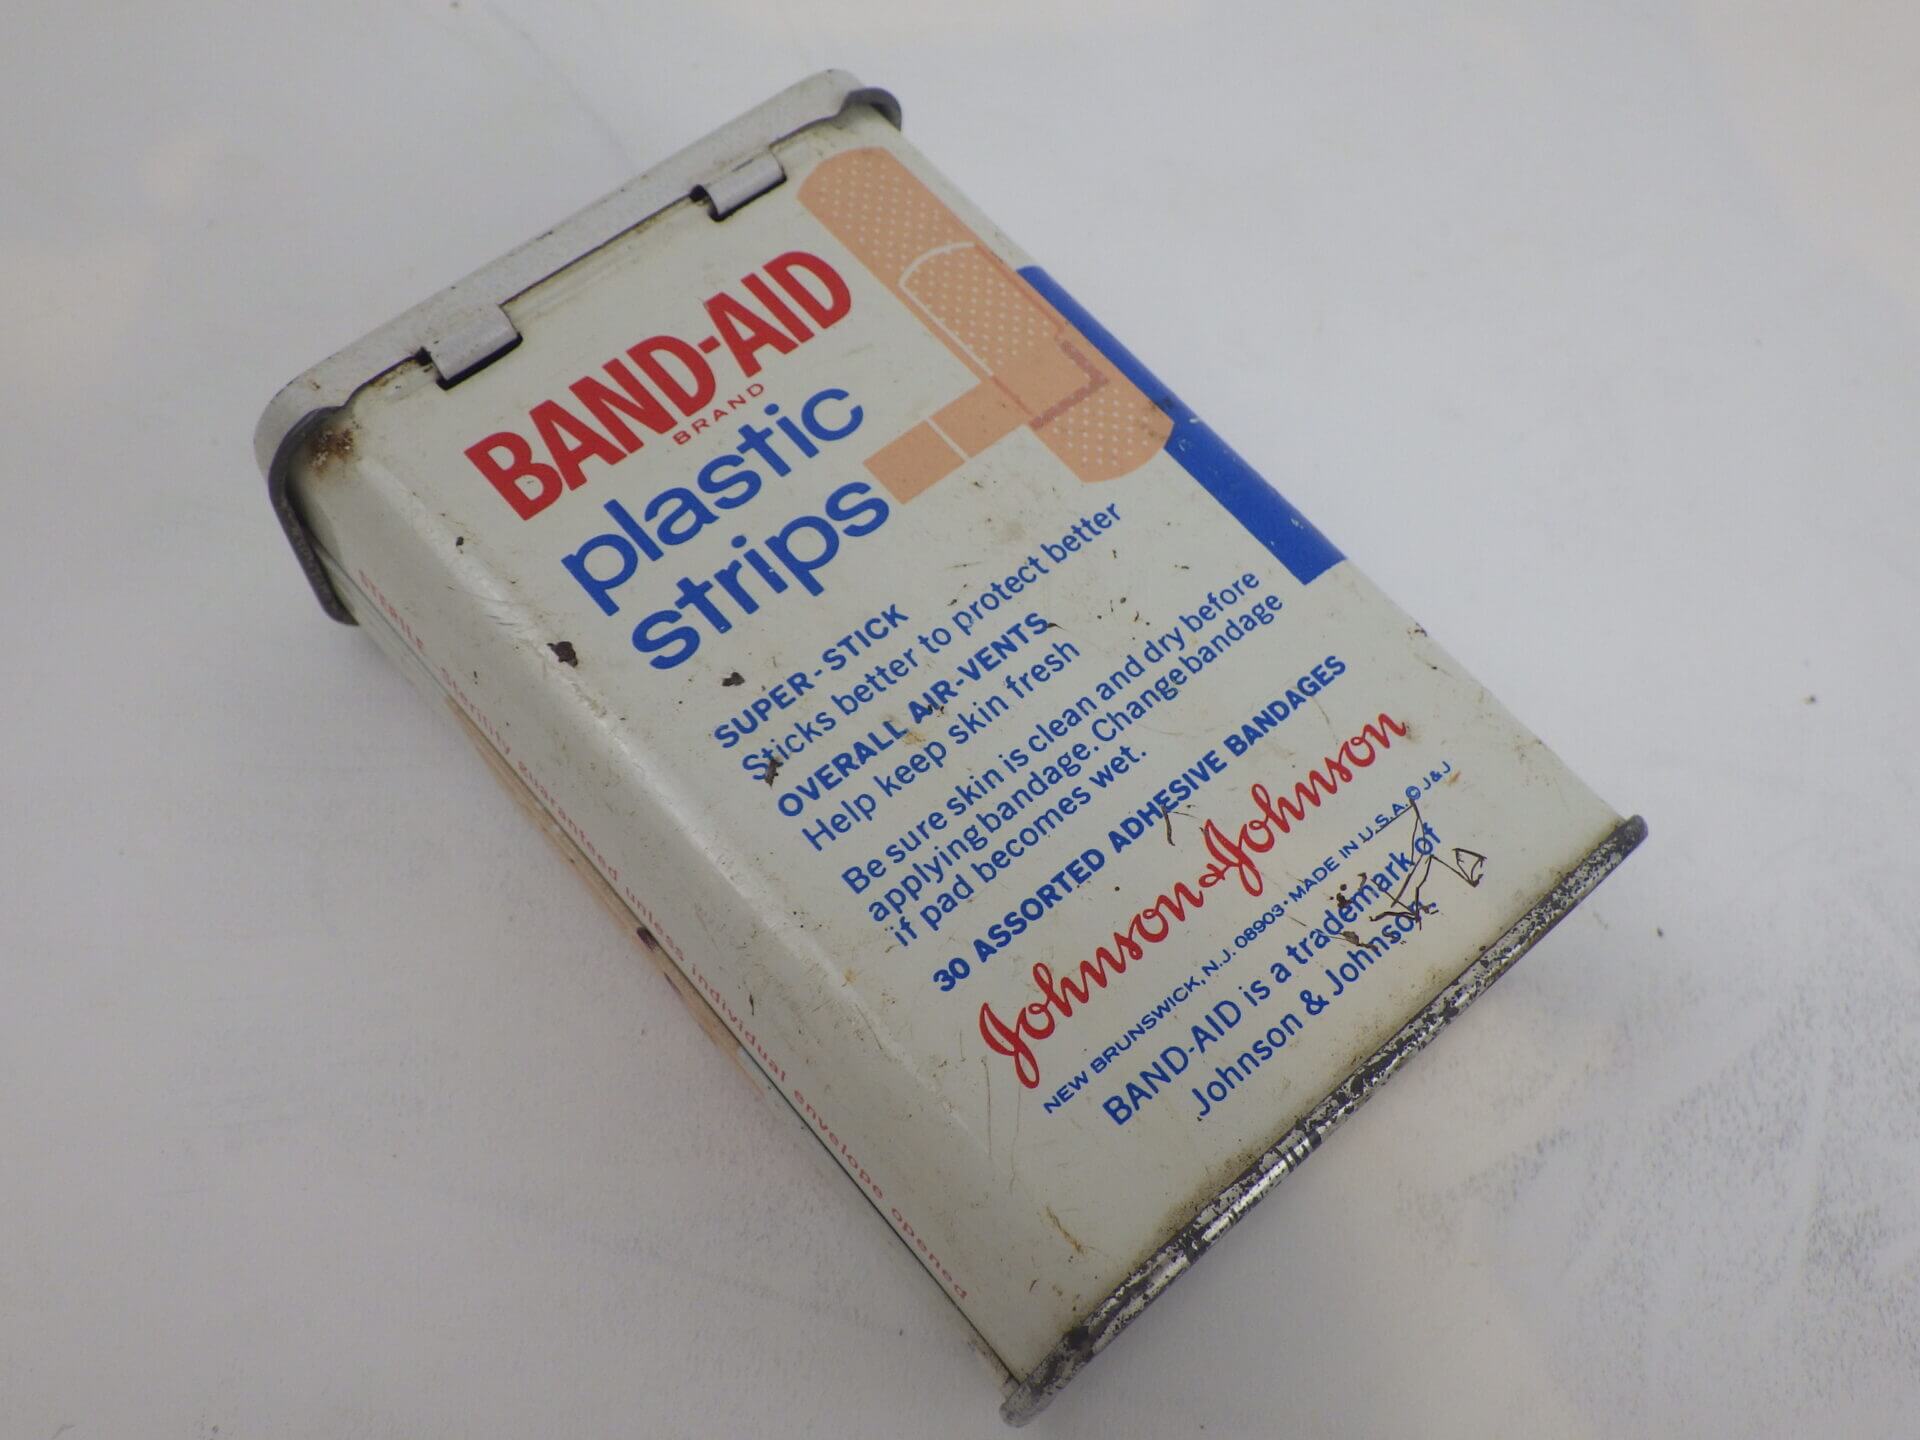 BAND-AID
BRAND
plastic
strips
SUPER-STICK
Sticks better to protect better
OVERALL AIR-VENTS
Help keep skin fresh
Be sure skin is clean and dry before
applying bandage. Change bandage
if pad becomes wet.
30 ASSORTED ADHESIVE BANDAGES
Johnson & Johnson
NEW BRUNSWICK, N.J. 08903 • MADE IN U.S.A. © J & J
BAND-AID is a trademark of
Johnson & Johnson
STERILE Sterility guaranteed unless individual envelope opened